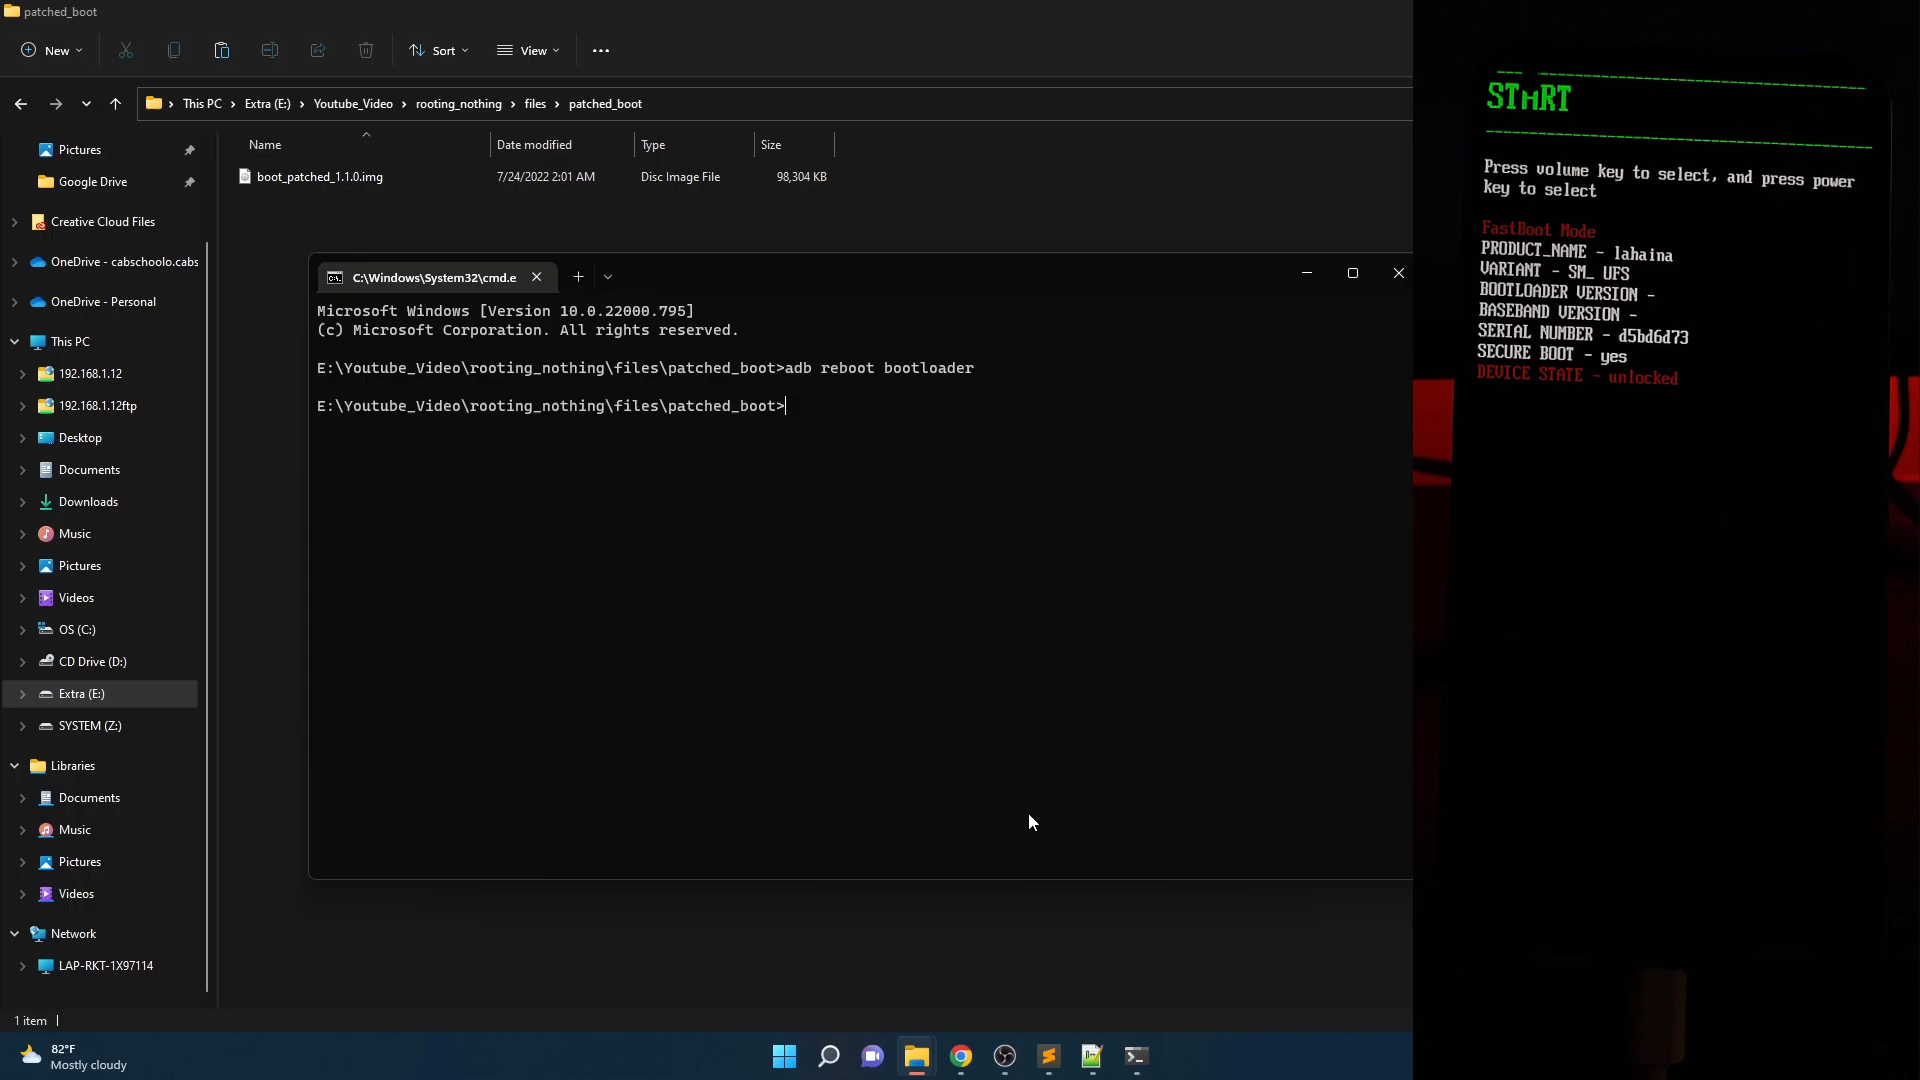 patched_boot
New
Sort
View
This PC
Extra (E:)
Youtube_Video
rooting_nothing
files
patched_boot
Name
Date modified
Type
Size
boot_patched_1.1.0.img
7/24/2022 2:01 AM
Disc Image File
98,304 KB
Pictures
Google Drive
Creative Cloud Files
OneDrive - cabschoolo.cabs
OneDrive - Personal
This PC
192.168.1.12
192.168.1.12ftp
Desktop
Documents
Downloads
Music
Pictures
Videos
OS (C:)
CD Drive (D:)
Extra (E:)
SYSTEM (Z:)
Libraries
Documents
Music
Pictures
Videos
Network
LAP-RKT-1X97114
1 item
C:\Windows\System32\cmd.e
Microsoft Windows [Version 10.0.22000.795]
(c) Microsoft Corporation. All rights reserved.
E:\Youtube_Video\rooting_nothing\files\patched_boot>adb reboot bootloader
E:\Youtube_Video\rooting_nothing\files\patched_boot>
START
Press volume key to select, and press power
key to select
FastBoot Mode
PRODUCT_NAME - lahaina
VARIANT - SM_ UFS
BOOTLOADER VERSION -
BASEBAND VERSION -
SERIAL NUMBER - d5bd6d73
SECURE BOOT - yes
DEVICE STATE - unlocked
82°F
Mostly cloudy